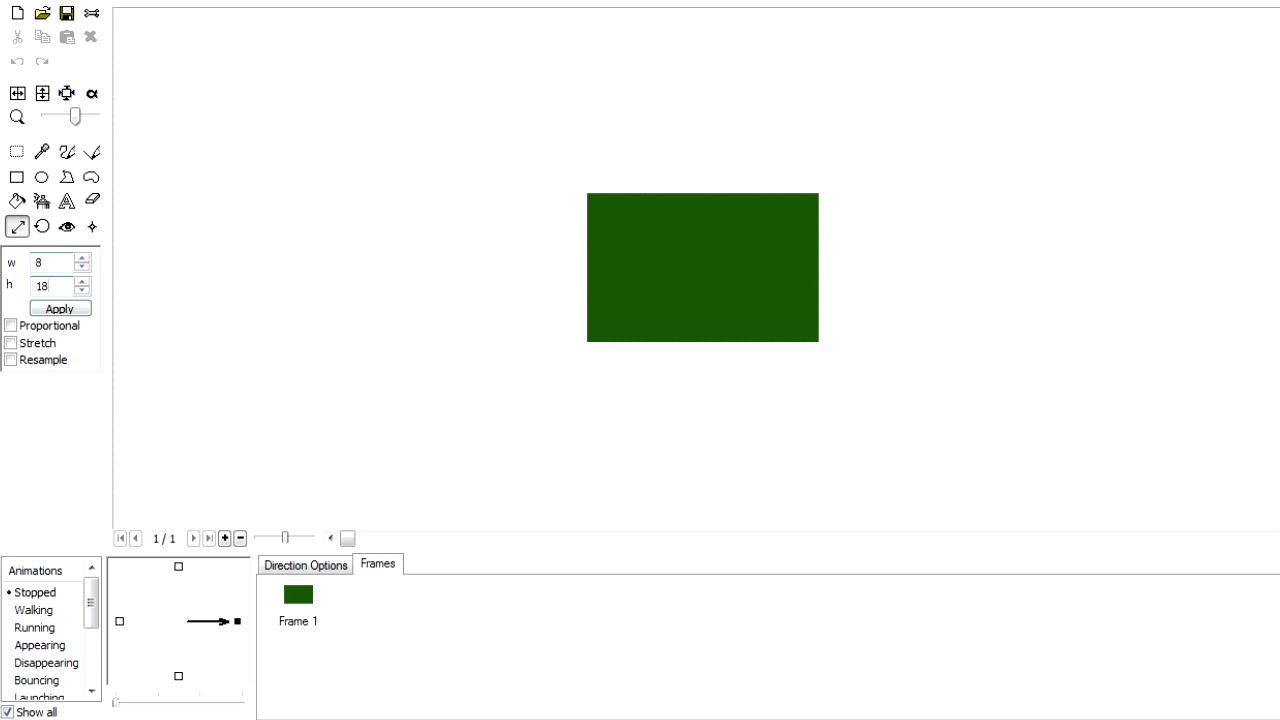 w 8
h 18
Apply
Proportional
Stretch
Resample
1 / 1
Animations
Stopped
Walking
Running
Appearing
Disappearing
Bouncing
Launching
Show all
Direction Options Frames
Frame 1